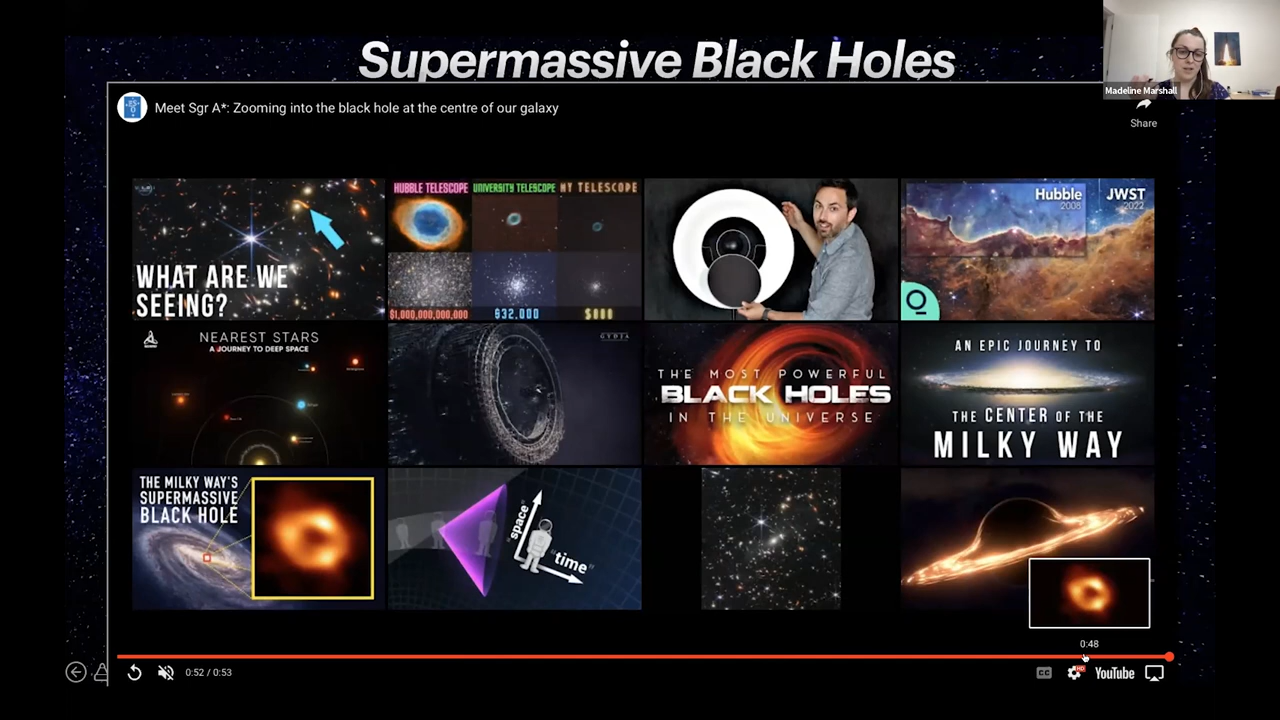 Supermassive Black Holes
Madeline Marshall
Meet Sgr A*: Zooming into the black hole at the centre of our galaxy
Share
WHAT ARE WE
SEEING?
HUBBLE TELESCOPE
UNIVERSITY TELESCOPE
MY TELESCOPE
$1,000,000,000,000
$32,000
Hubble
2008
JWST
2022
NEAREST STARS
A JOURNEY TO DEEP SPACE
THE MOST POWERFUL
BLACK HOLES
IN THE UNIVERSE
AN EPIC JOURNEY TO
THE CENTER OF THE
MILKY WAY
THE MILKY WAY'S
SUPERMASSIVE
BLACK HOLE
"space"
"time"
0:48
0:52 / 0:53
CC
HD
YouTube